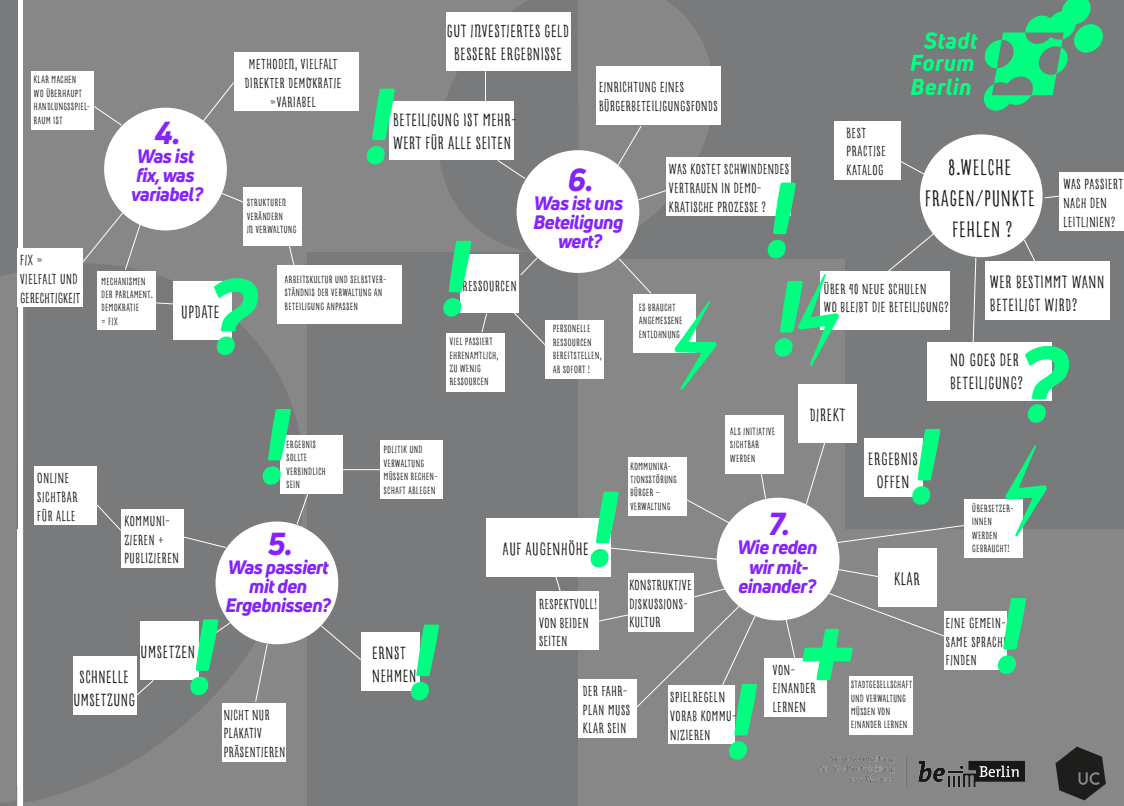 Stadt
Forum
Berlin
4.
Was ist
fix, was
variabel?
KLAR MACHEN
WO ÜBERHAUPT
HANDLUNGSSPIEL-
RAUM IST
METHODEN, VIELFALT
DIREKTER DEMOKRATIE
=VARIABEL
STRUKTUREN
VERÄNDERN
IN VERWALTUNG
ARBEITSKULTUR UND SELBSTVER-
STÄNDNIS DER VERWALTUNG AN
BETEILIGUNG ANPASSEN
FIX =
VIELFALT UND
GERECHTIGKEIT
MECHANISMEN
DER PARLAMENT.
DEMOKRATIE
= FIX
UPDATE
?
6.
Was ist uns
Beteiligung
wert?
GUT INVESTIERTES GELD
BESSERE ERGEBNISSE
!
BETEILIGUNG IST MEHR-
WERT FÜR ALLE SEITEN
EINRICHTUNG EINES
BÜRGERBETEILIGUNGSFONDS
WAS KOSTET SCHWINDENDES
VERTRAUEN IN DEMO-
KRATISCHE PROZESSE ?
!
!
RESSOURCEN
VIEL PASSIERT
EHRENAMTLICH,
ZU WENIG
RESSOURCEN
PERSONELLE
RESSOURCEN
BEREITSTELLEN,
AB SOFORT !
ES BRAUCHT
ANGEMESSENE
ENTLOHNUNG
8.WELCHE
FRAGEN/PUNKTE
FEHLEN ?
BEST
PRACTISE
KATALOG
WAS PASSIERT
NACH DEN
LEITLINIEN?
WER BESTIMMT WANN
BETEILIGT WIRD?
!
ÜBER 40 NEUE SCHULEN
WO BLEIBT DIE BETEILIGUNG?
NO GOES DER
BETEILIGUNG?
?
5.
Was passiert
mit den
Ergebnissen?
!
ERGEBNIS
SOLLTE
VERBINDLICH
SEIN
POLITIK UND
VERWALTUNG
MÜSSEN RECHEN-
SCHAFT ABLEGEN
ONLINE
SICHTBAR
FÜR ALLE
KOMMUNI-
ZIEREN +
PUBLIZIEREN
UMSETZEN
!
SCHNELLE
UMSETZUNG
NICHT NUR
PLAKATIV
PRÄSENTIEREN
ERNST
NEHMEN
!
7.
Wie reden
wir mit-
einander?
DIREKT
ALS INITIATIVE
SICHTBAR
WERDEN
KOMMUNIKA-
TIONSSTÖRUNG
BÜRGER –
VERWALTUNG
AUF AUGENHÖHE
!
RESPEKTVOLL!
VON BEIDEN
SEITEN
KONSTRUKTIVE
DISKUSSIONS-
KULTUR
DER FAHR-
PLAN MUSS
KLAR SEIN
SPIELREGELN
VORAB KOMMU-
NIZIEREN
!
VON-
EINANDER
LERNEN
+
STADTGESELLSCHAFT
UND VERWALTUNG
MÜSSEN VON
EINANDER LERNEN
ERGEBNIS
OFFEN
!
ÜBERSETZER-
INNEN
WERDEN
GEBRAUCHT!
KLAR
EINE GEMEIN-
SAME SPRACHE
FINDEN
!
be Berlin
UC